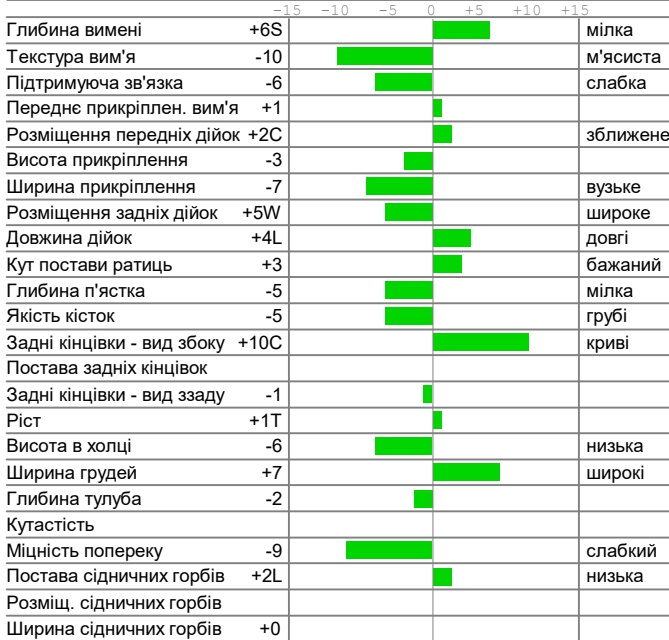 -15 -10 -5 0 +5 +10 +15
Глибина вимені +6S мілка
Текстура вим'я -10 м'ясиста
Підтримуюча зв'язка -6 слабка
Переднє прикріплен. вим'я +1
Розміщення передніх дійок +2C зближене
Висота прикріплення -3
Ширина прикріплення -7 вузьке
Розміщення задніх дійок +5W широке
Довжина дійок +4L довгі
Кут постави ратиць +3 бажаний
Глибина п'ястка -5 мілка
Якість кісток -5 грубі
Задні кінцівки - вид збоку +10C криві
Постава задніх кінцівок
Задні кінцівки - вид ззаду -1
Ріст +1T
Висота в холці -6 низька
Ширина грудей +7 широкі
Глибина тулуба -2
Кутастість
Міцність попереку -9 слабкий
Постава сідничних горбів +2L низька
Розміщ. сідничних горбів
Ширина сідничних горбів +0